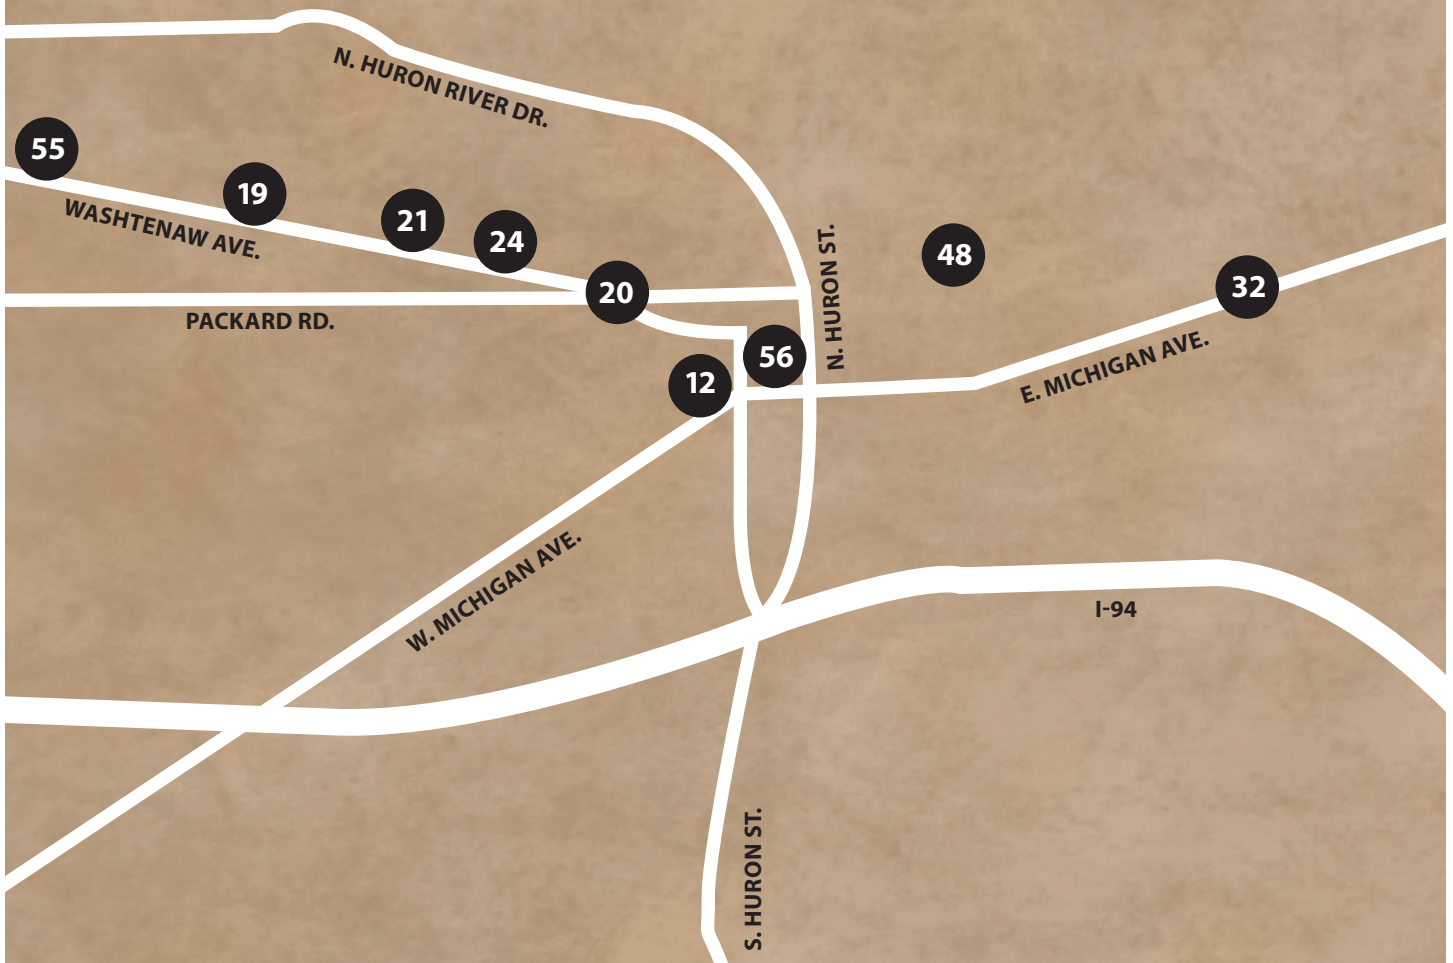 N. HURON RIVER DR.
55
19
WASHTENAW AVE.
21
24
20
PACKARD RD.
N. HURON ST.
48
32
56
12
E. MICHIGAN AVE.
W. MICHIGAN AVE.
I-94
S. HURON ST.